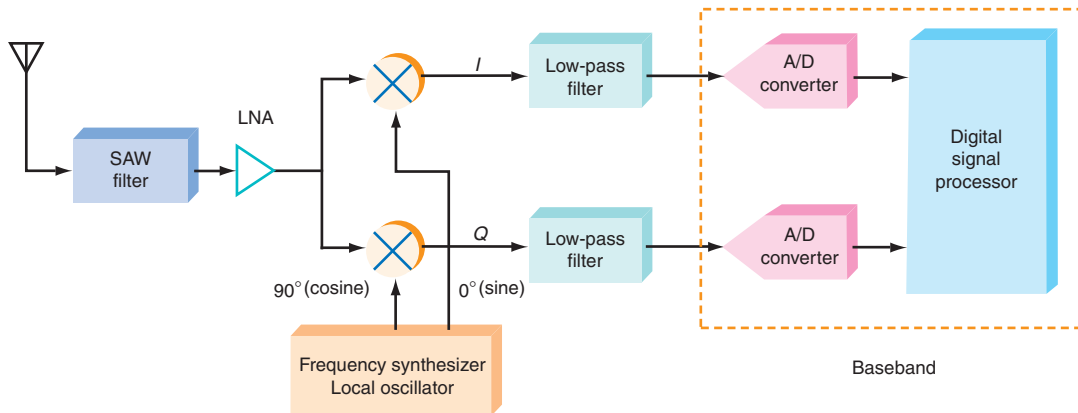 LNA
SAW
filter
I
Low-pass
filter
A/D
converter
Digital
signal
processor
Q
Low-pass
filter
A/D
converter
90°(cosine)
0°(sine)
Frequency synthesizer
Local oscillator
Baseband